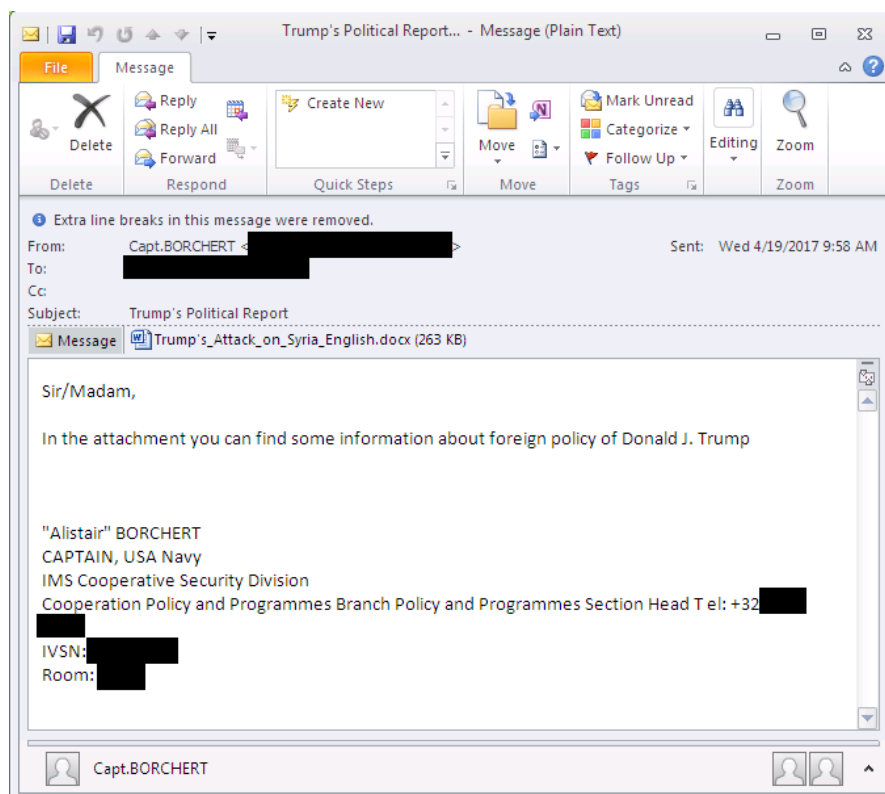 Trump's Political Report... - Message (Plain Text)
File Message
Delete
Reply
Reply All
Forward
Create New
Move
Mark Unread
Categorize
Follow Up
Editing
Zoom
Delete Respond Quick Steps Move Tags Zoom
Extra line breaks in this message were removed.
From: Capt.BORCHERT < > Sent: Wed 4/19/2017 9:58 AM
To:
Cc:
Subject: Trump's Political Report
Message Trump's_Attack_on_Syria_English.docx (263 KB)
Sir/Madam,
In the attachment you can find some information about foreign policy of Donald J. Trump
"Alistair" BORCHERT
CAPTAIN, USA Navy
IMS Cooperative Security Division
Cooperation Policy and Programmes Branch Policy and Programmes Section Head T el: +32
IVSN:
Room:
Capt.BORCHERT